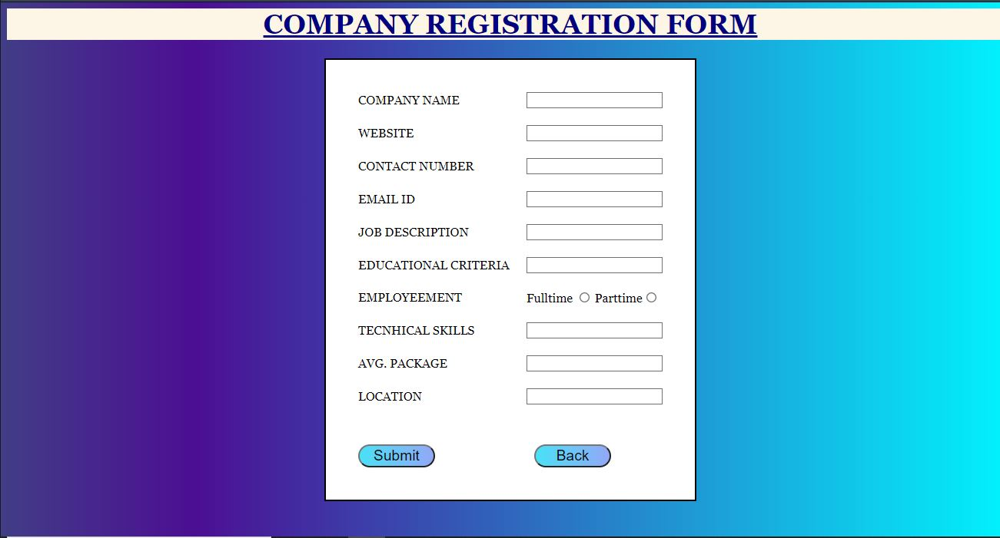 COMPANY REGISTRATION FORM
COMPANY NAME
WEBSITE
CONTACT NUMBER
EMAIL ID
JOB DESCRIPTION
EDUCATIONAL CRITERIA
EMPLOYEEMENT Fulltime Parttime
TECNHICAL SKILLS
AVG. PACKAGE
LOCATION
Submit Back